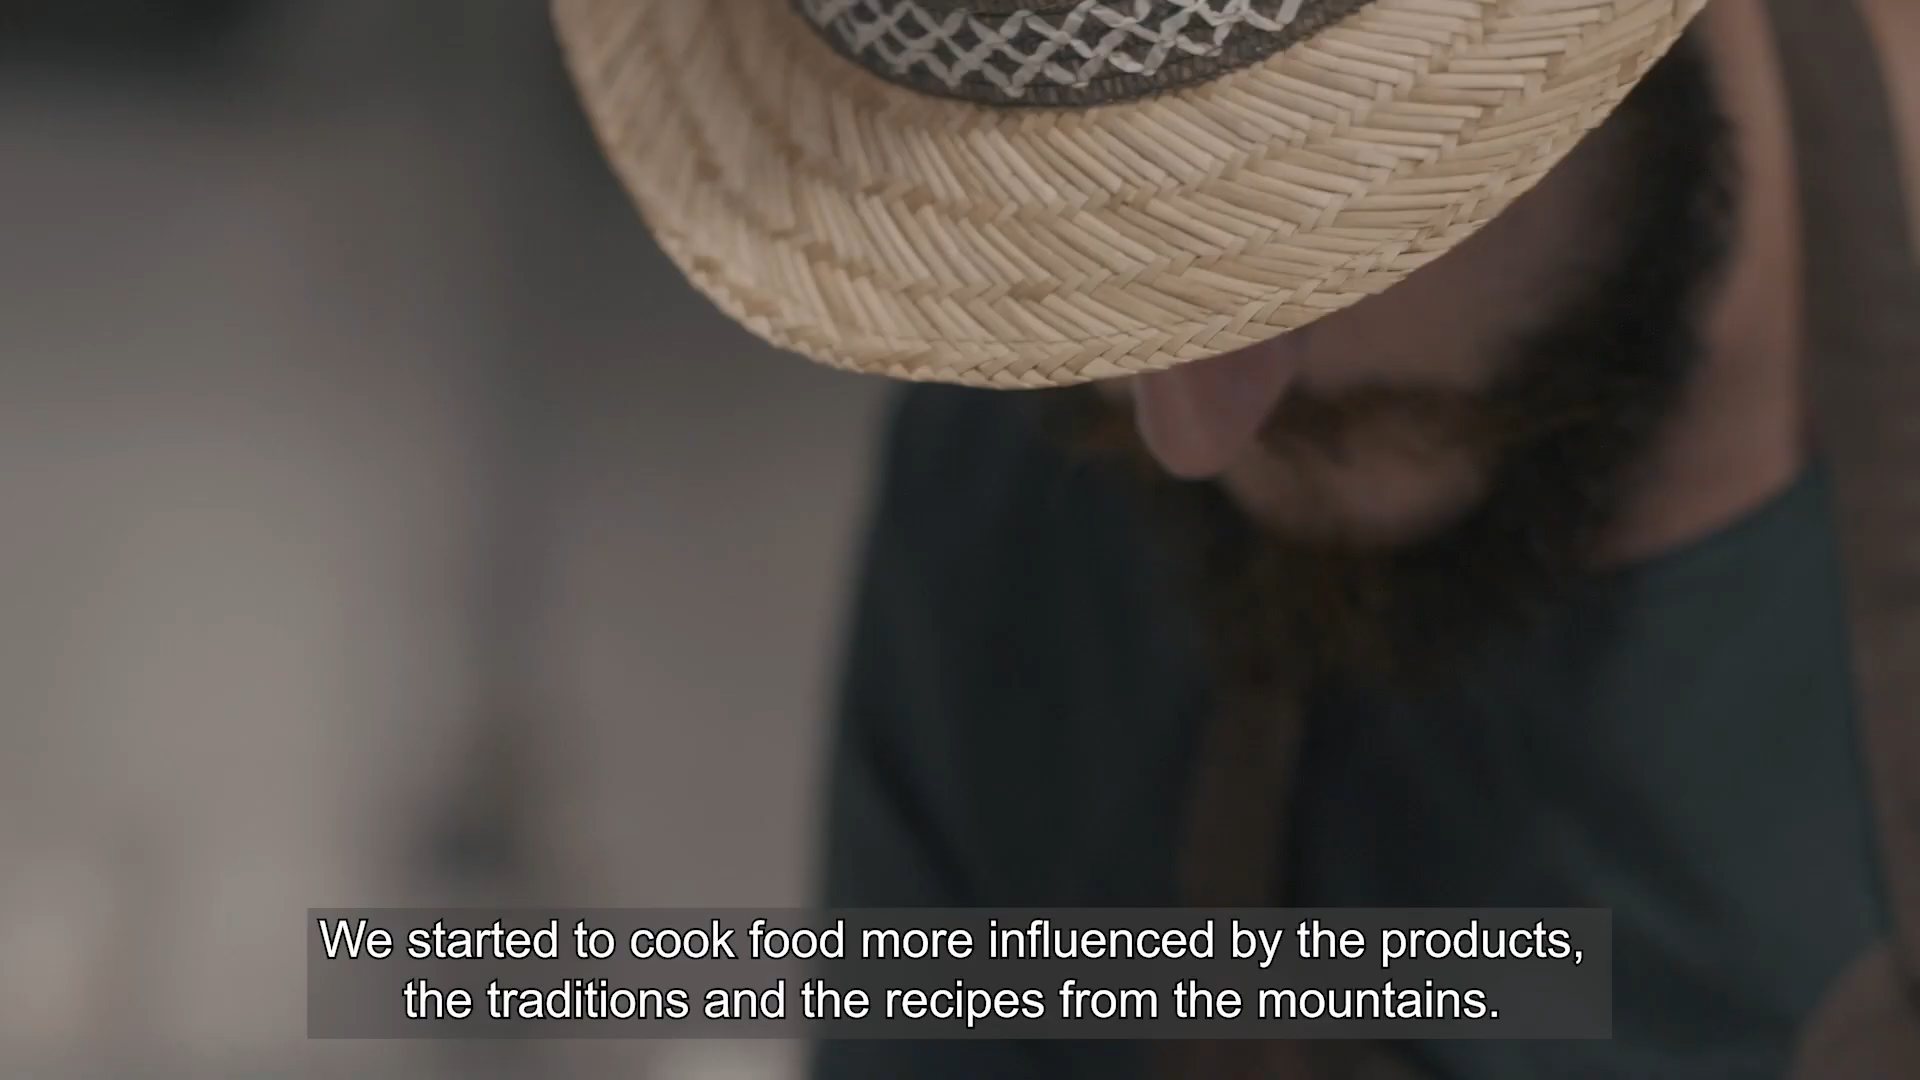 We started to cook food more influenced by the products,
the traditions and the recipes from the mountains.